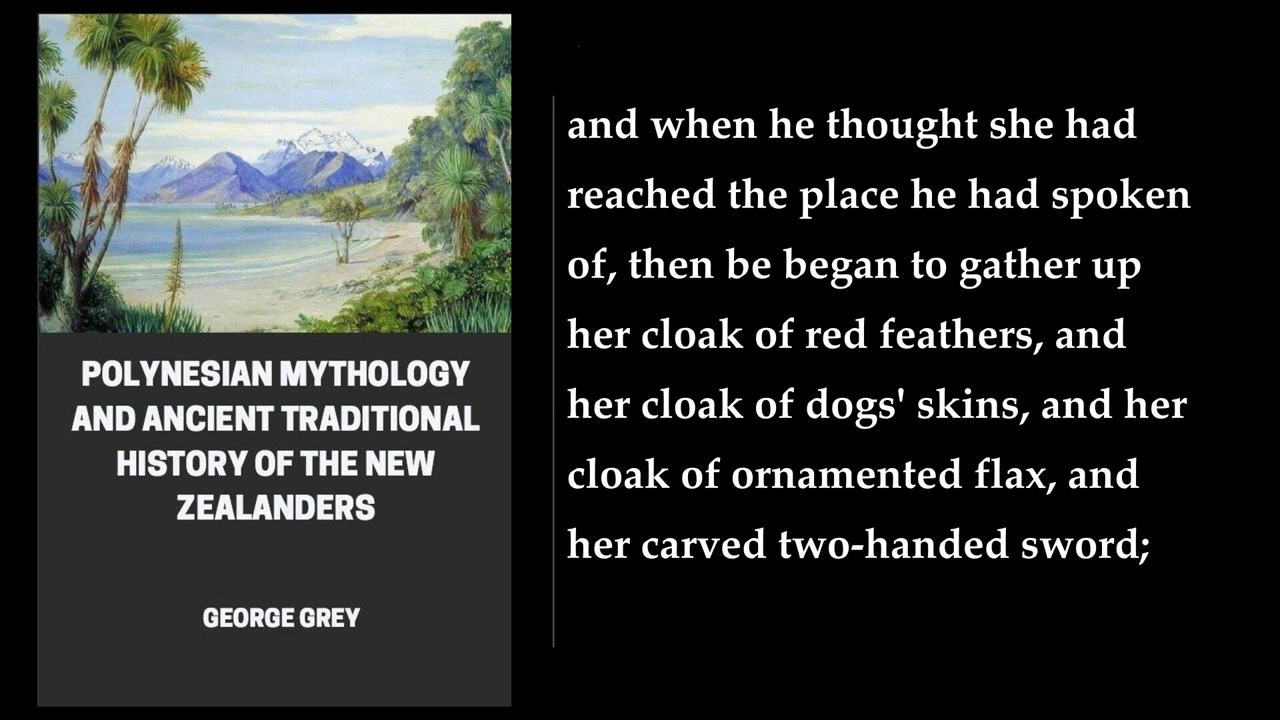 POLYNESIAN MYTHOLOGY
AND ANCIENT TRADITIONAL
HISTORY OF THE NEW
ZEALANDERS
GEORGE GREY
and when he thought she had
reached the place he had spoken
of, then be began to gather up
her cloak of red feathers, and
her cloak of dogs' skins, and her
cloak of ornamented flax, and
her carved two-handed sword;